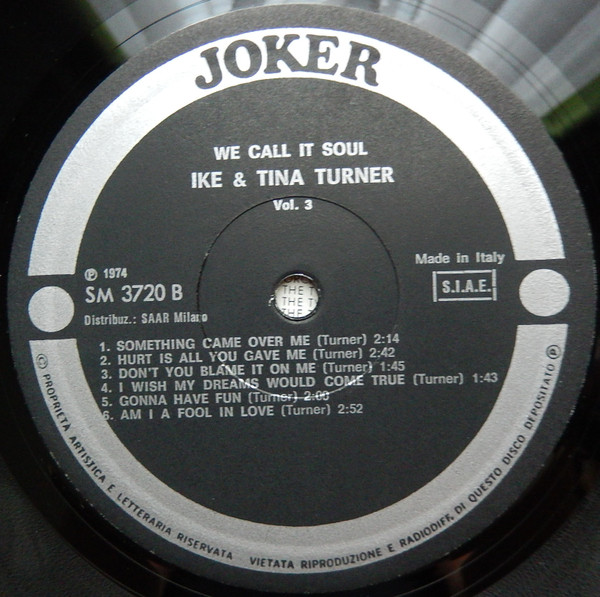 JOKER
WE CALL IT SOUL
IKE & TINA TURNER
Vol. 3
Ⓟ 1974
SM 3720 B
Distribuz.: SAAR Milano
Made in Italy
S.I.A.E.
THE T
THE T
1. SOMETHING CAME OVER ME (Turner) 2:14
2. HURT IS ALL YOU GAVE ME (Turner) 2:42
3. DON'T YOU BLAME IT ON ME (Turner) 1:45
4. I WISH MY DREAMS WOULD COME TRUE (Turner) 1:43
5. GONNA HAVE FUN (Turner) 2:00
6. AM I A FOOL IN LOVE (Turner) 2:52
© PROPRIETÀ ARTISTICA E LETTERARIA RISERVATA VIETATA RIPRODUZIONE E RADIODIFF. DI QUESTO DISCO DEPOSITATO Ⓟ